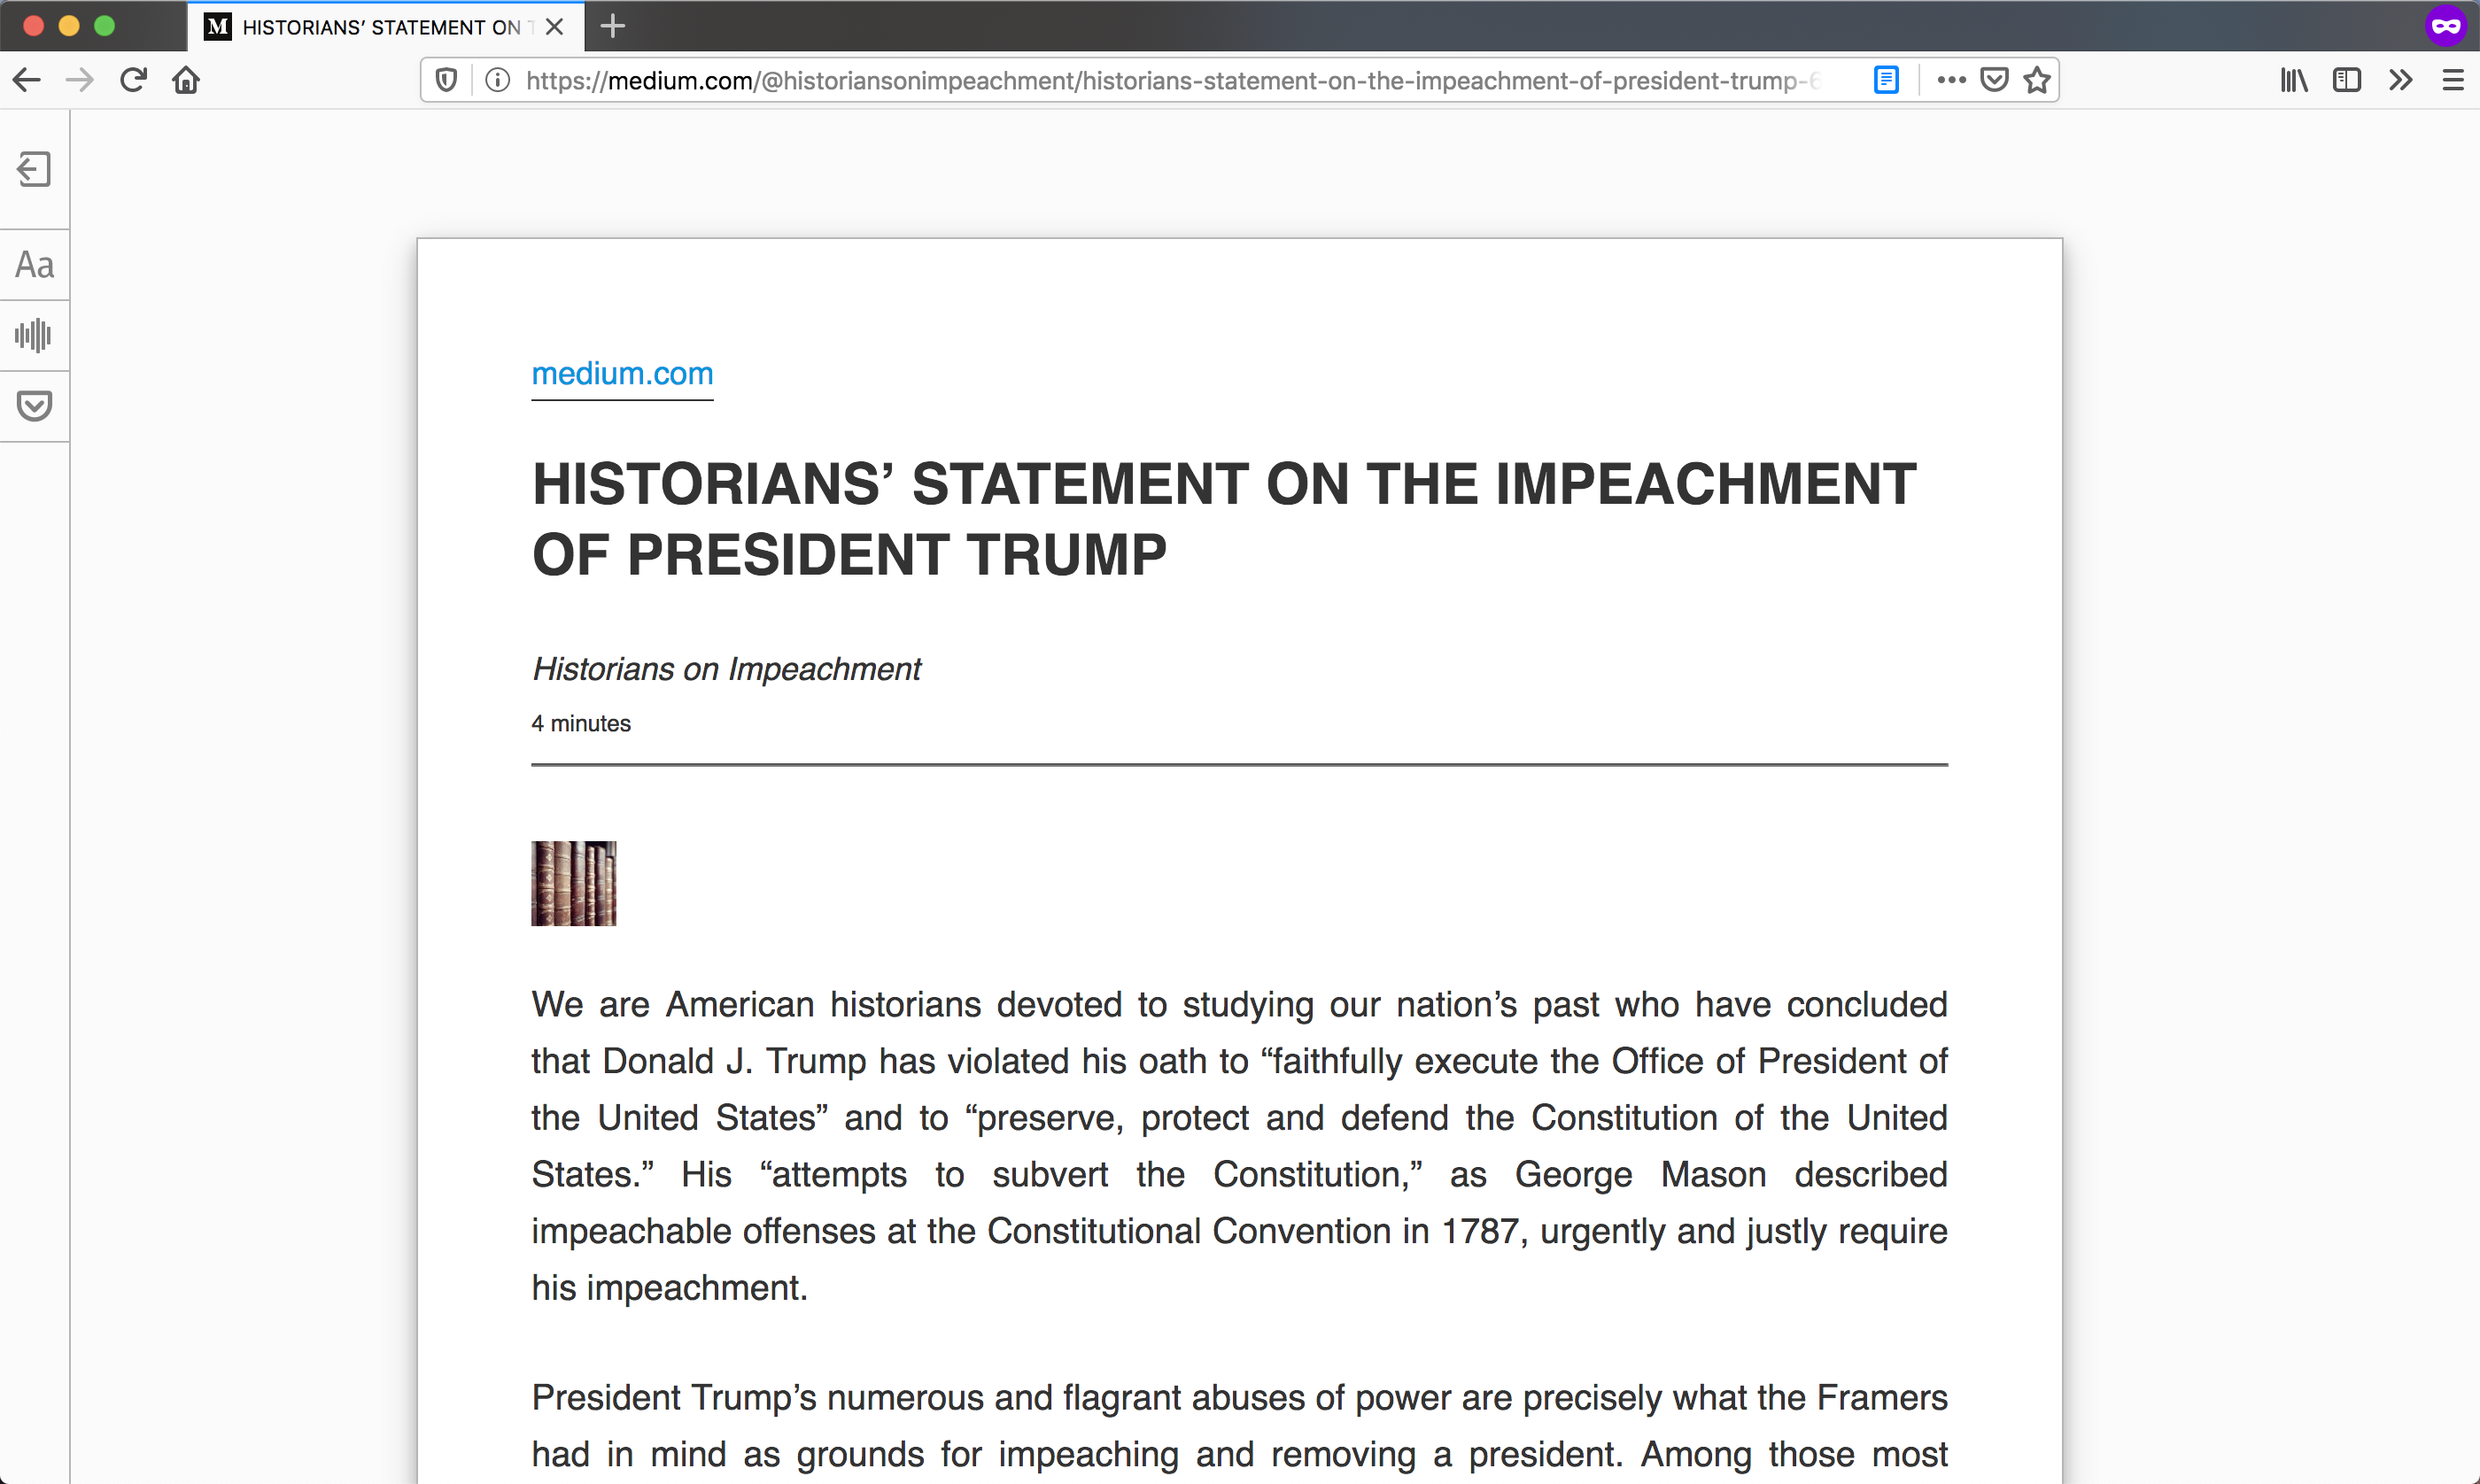 M HISTORIANS’ STATEMENT ON T
https://medium.com/@historiansonimpeachment/historians-statement-on-the-impeachment-of-president-trump-6
Aa
medium.com
HISTORIANS’ STATEMENT ON THE IMPEACHMENT
OF PRESIDENT TRUMP
Historians on Impeachment
4 minutes
We are American historians devoted to studying our nation’s past who have concluded
that Donald J. Trump has violated his oath to “faithfully execute the Office of President of
the United States” and to “preserve, protect and defend the Constitution of the United
States.” His “attempts to subvert the Constitution,” as George Mason described
impeachable offenses at the Constitutional Convention in 1787, urgently and justly require
his impeachment.
President Trump’s numerous and flagrant abuses of power are precisely what the Framers
had in mind as grounds for impeaching and removing a president. Among those most